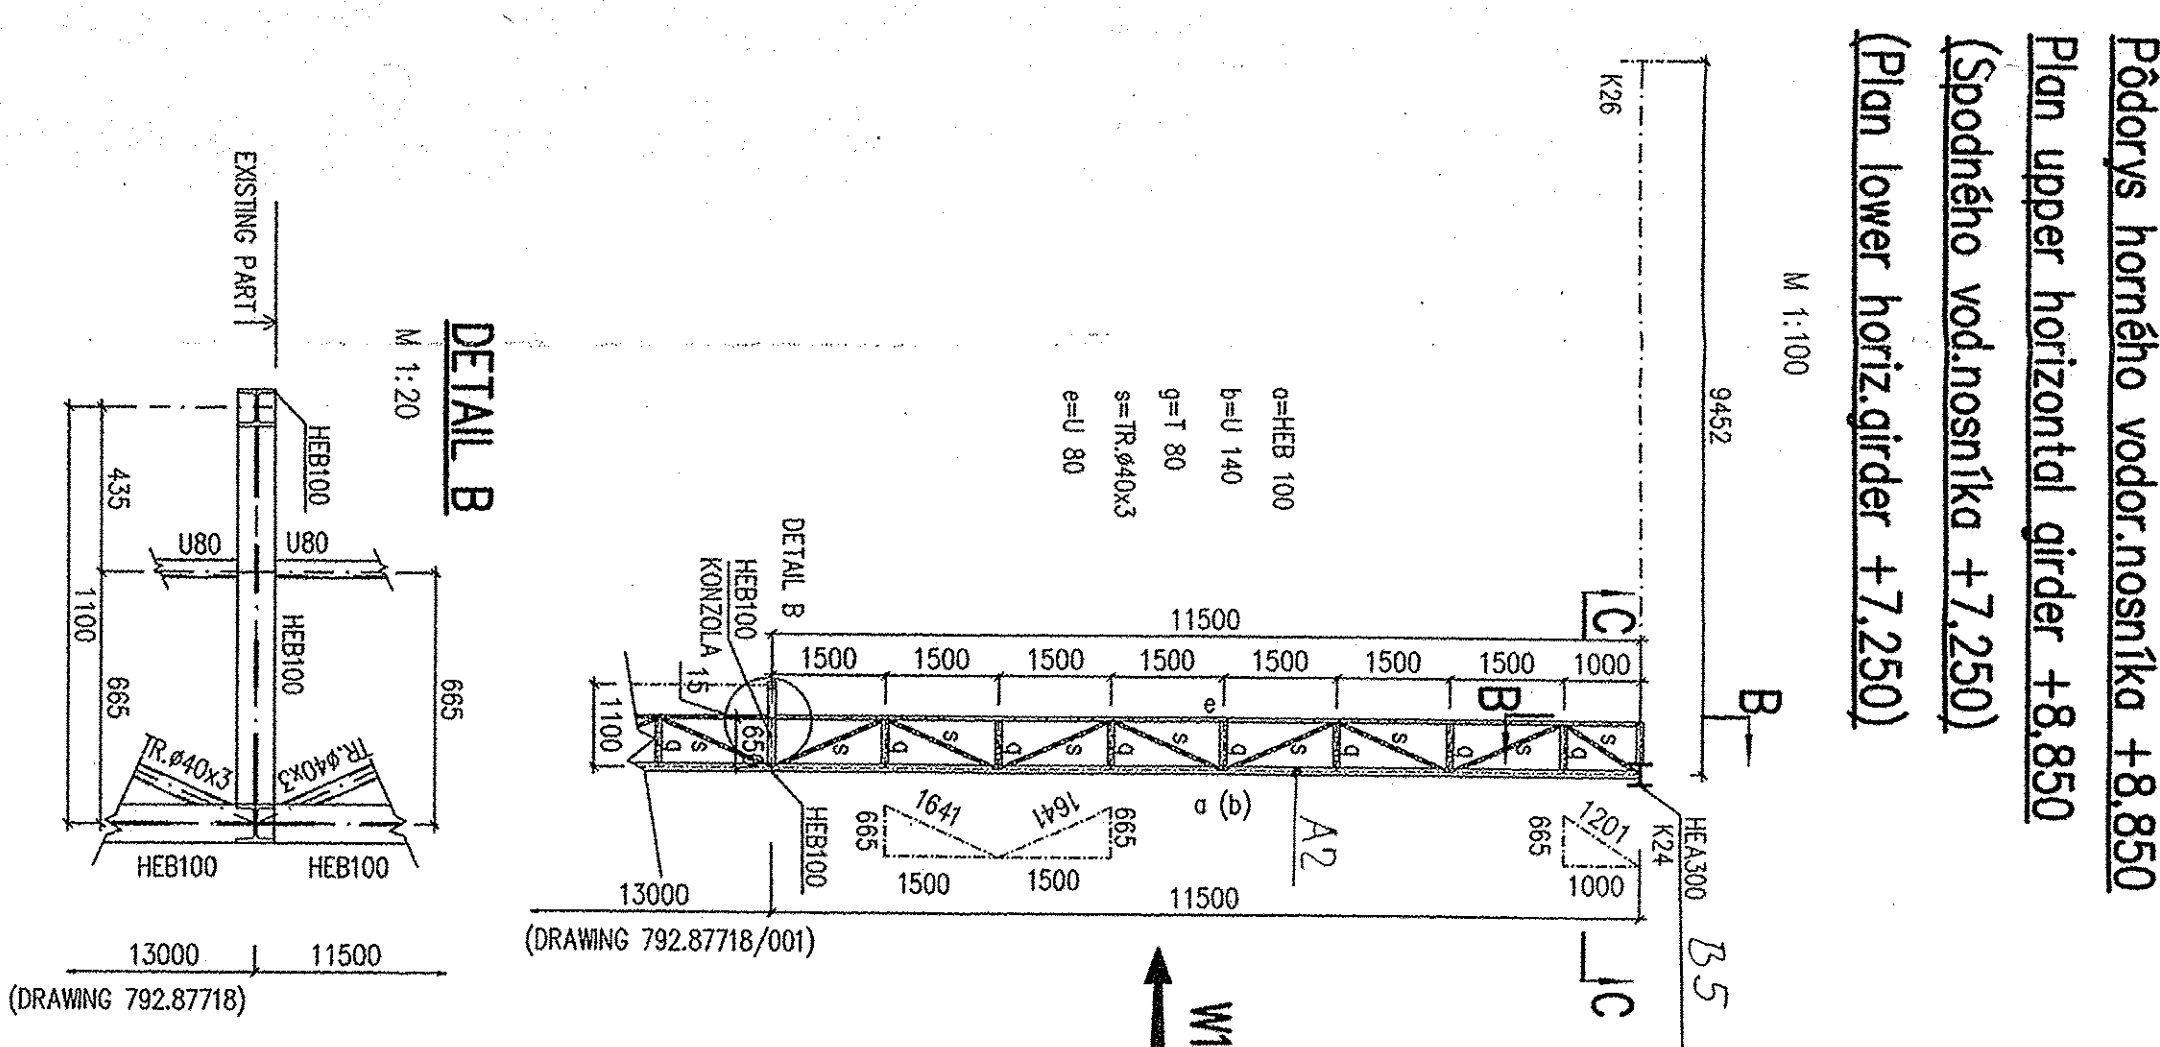 Pôdorys horného vodor.nosníka +8,850
Plan upper horizontal girder +8,850
(Spodného vod.nosníka +7,250)
(Plan lower horiz.girder +7,250)
M 1:100
K26
9452
a=HEB 100
b=U 140
g=T 80
s=TR.ø40x3
e=U 80
C
B
11500
1500
1500
1500
1500
1500
1500
1500
1000
B
DETAIL B
HEB100
KONZOLA
15
1100
655
e
g
s
g
s
g
s
g
s
g
s
g
s
g
s
g
s
g
s
a (b)
A2
HEB100
1641
1641
665
665
1500
1500
1201
665
1000
HEA300
K24
13000
11500
(DRAWING 792.87718/001)
B5
C
W1
DETAIL B
M 1:20
EXISTING PART
HEB100
435
U80
U80
1100
HEB100
665
665
TR.ø40x3
TR.ø40x3
HEB100
HEB100
13000
11500
(DRAWING 792.87718)